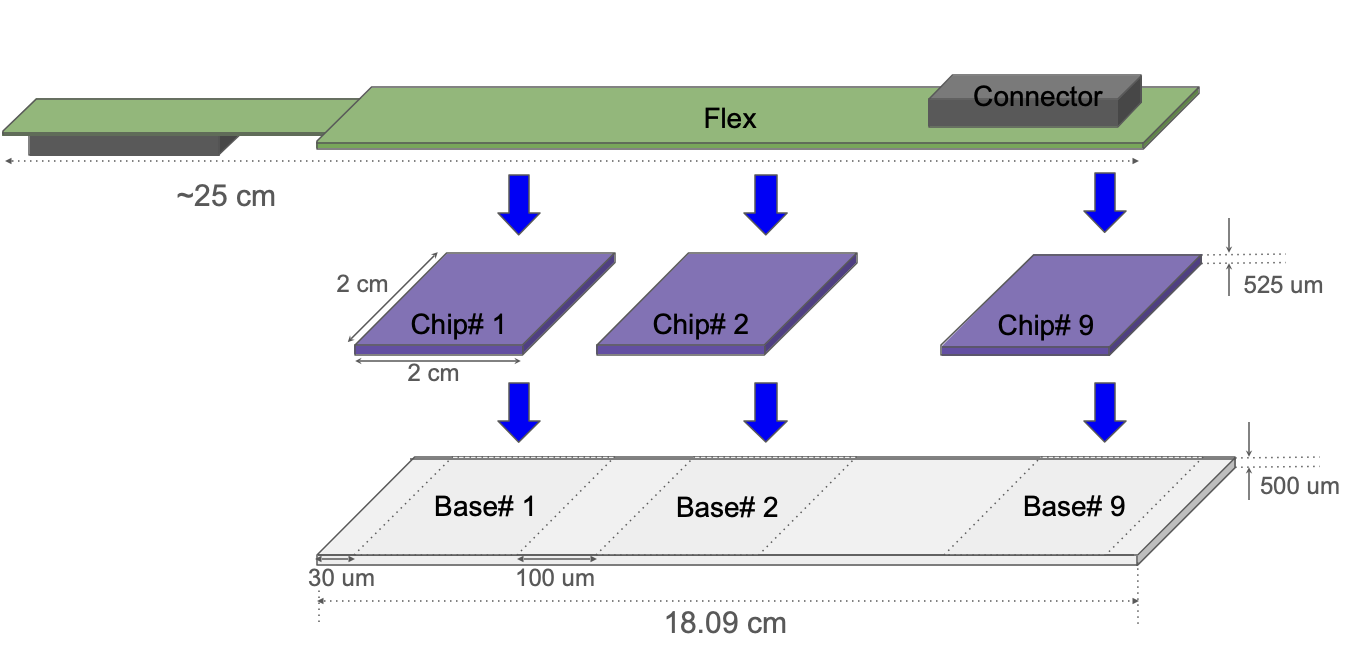 Connector
Flex
~25 cm
2 cm
525 um
Chip# 1
Chip# 2
Chip# 9
2 cm
500 um
Base# 1
Base# 2
Base# 9
30 um
100 um
18.09 cm